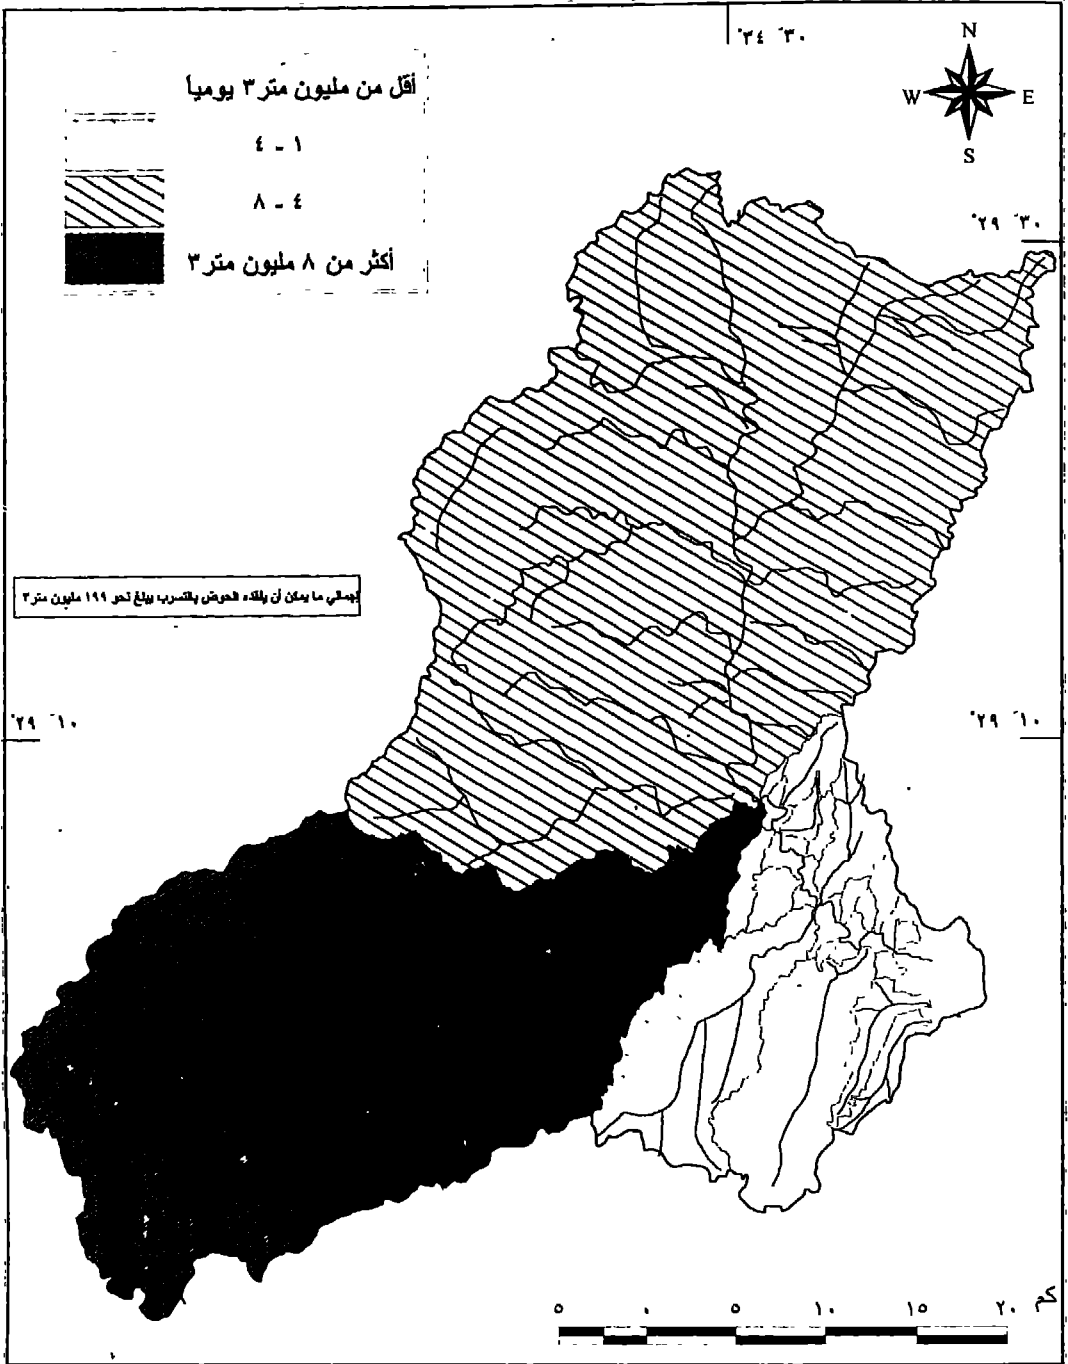 ٣٤° ٣٠´
N
W E
S
أقل من مليون متر٣ يوميا
١ - ٤
٤ - ٨
أكثر من ٨ مليون متر٣
٢٩° ٣٠´
إجمالي ما يمكن أن يفقده الحوض بالتسرب يبلغ نحو ١٩٩ مليون متر٣
٢٩° ١٠´
٢٩° ١٠´
٥ ٠ ٥ ١٠ ١٥ ٢٠ كم